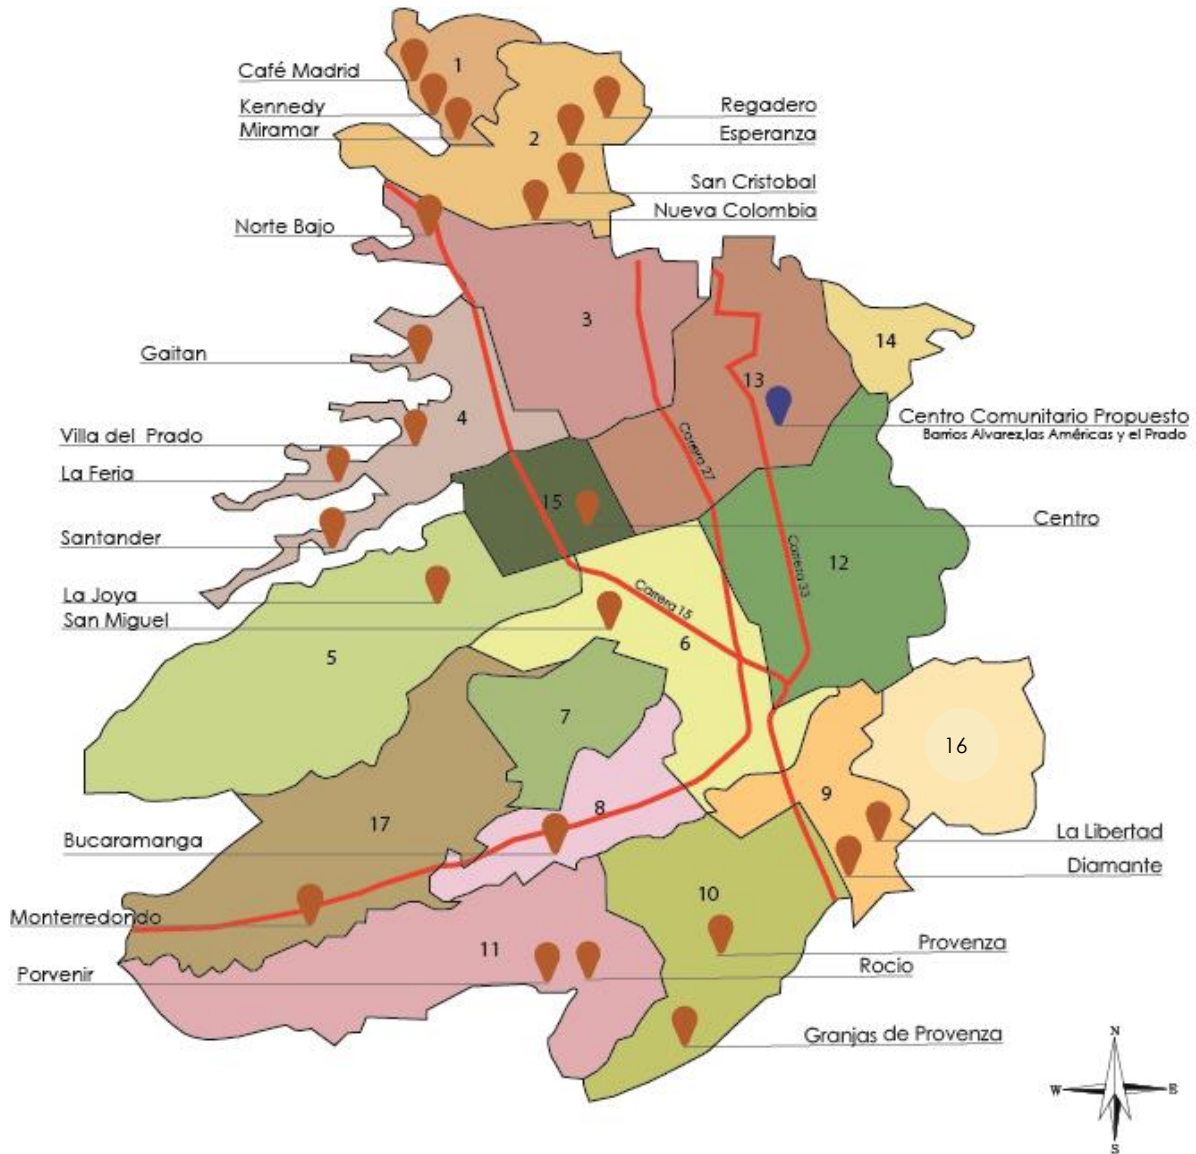 1
Café Madrid
Kennedy
Miramar
Regadero
Esperanza
2
San Cristobal
Nueva Colombia
Norte Bajo
3
14
Gaitan
13
4
Centro Comunitario Propuesto
Barrios Alvarez,las Américas y el Prado
Villa del Prado
La Feria
Carrera 27
15
Centro
Santander
12
Carrera 33
La Joya
San Miguel
Carrera 15
5
6
7
16
8
9
17
Bucaramanga
La Libertad
Diamante
10
Monterredondo
11
Provenza
Porvenir
Rocio
Granjas de Provenza
N
W
E
S